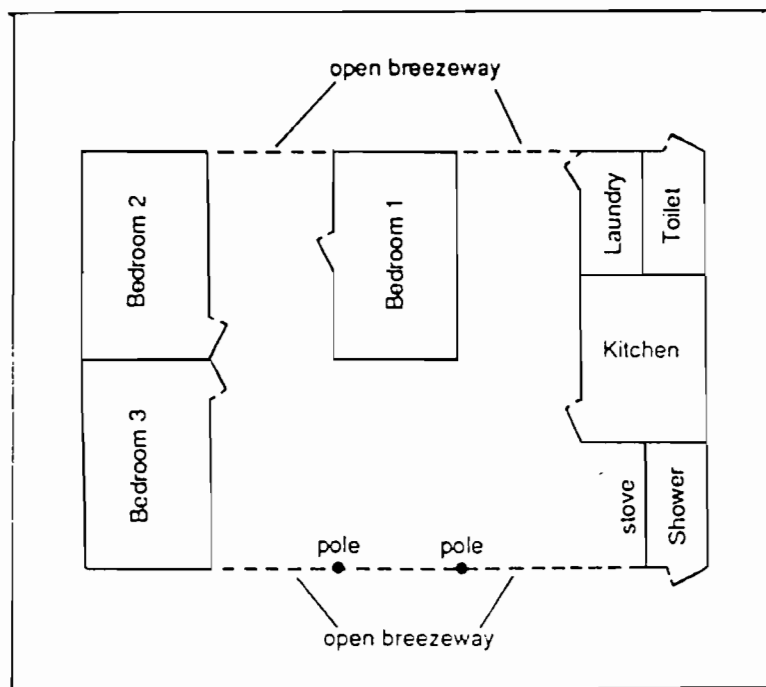 open breezeway
Bedroom 2
Bedroom 1
Laundry
Toilet
Kitchen
Bedroom 3
stove
Shower
pole
pole
open breezeway